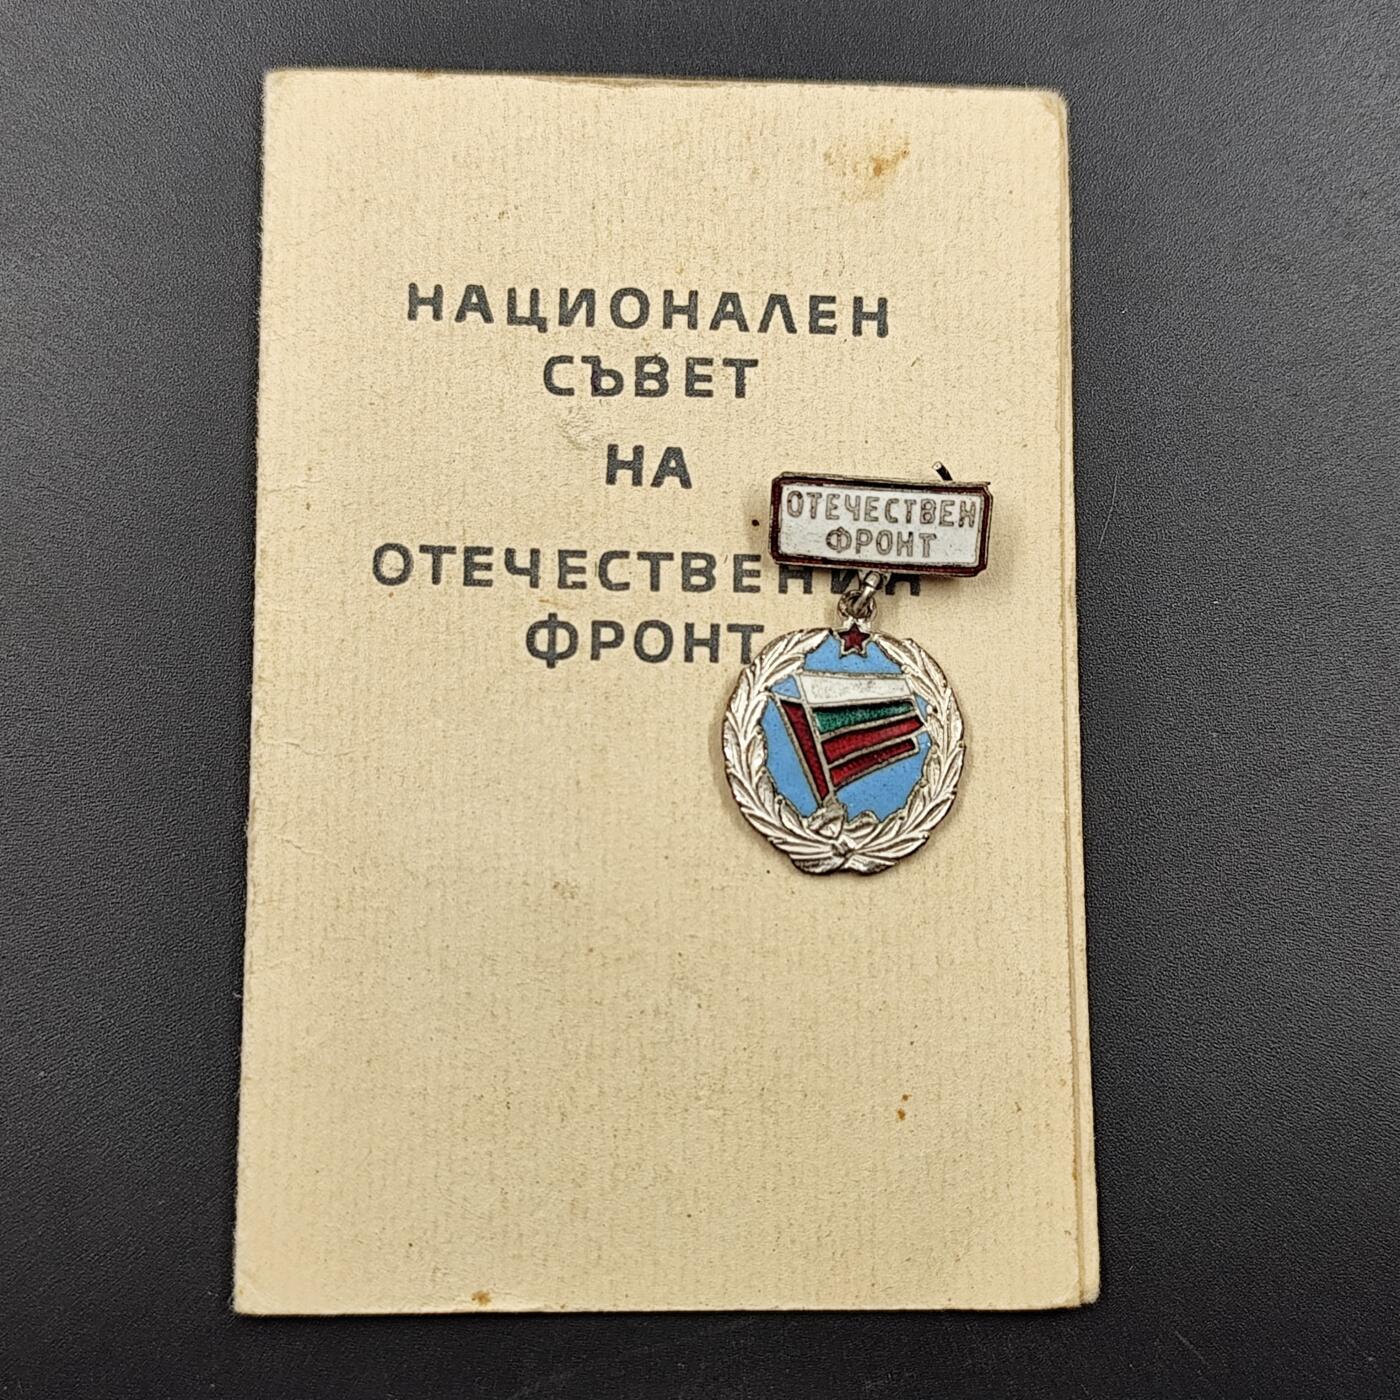 НАЦИОНАЛЕН
СЪВЕТ
НА
ОТЕЧЕСТВЕНИЯ
ФРОНТ
ОТЕЧЕСТВЕН
ФРОНТ